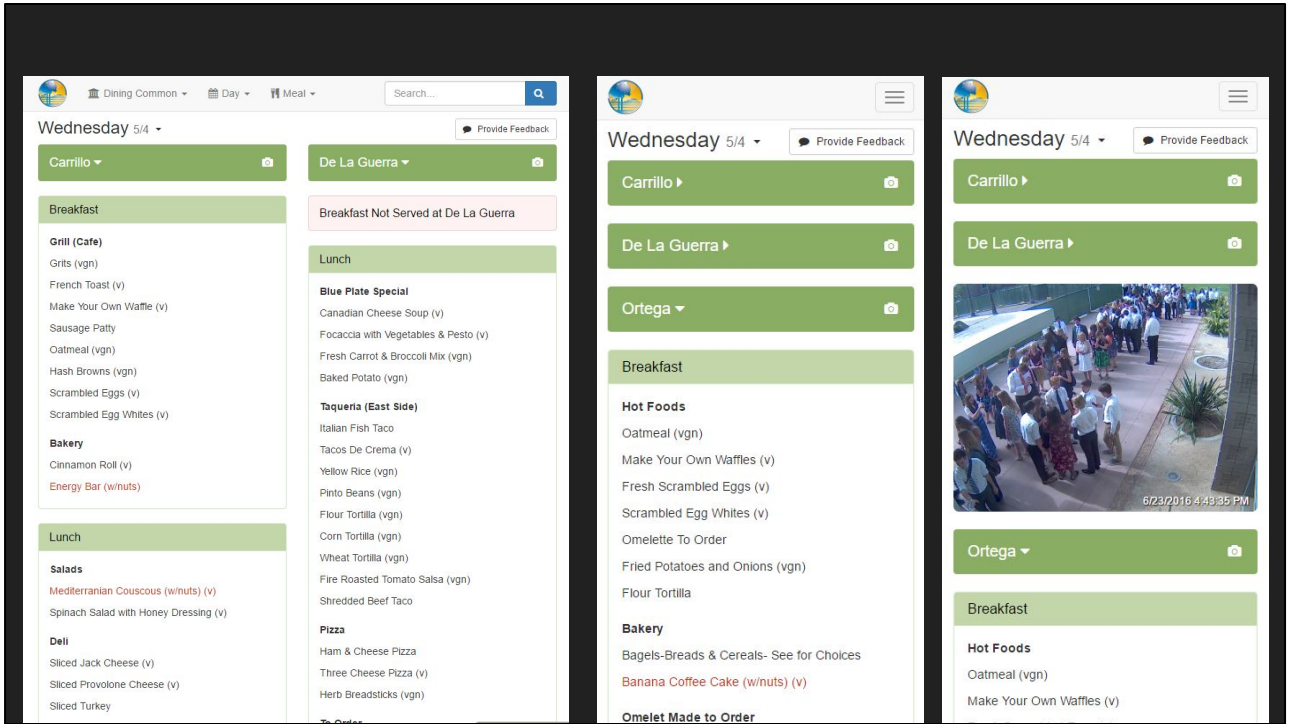 Dining Common Day Meal Search...
Wednesday 5/4
Provide Feedback
Carrillo
Breakfast
Grill (Cafe)
Grits (vgn)
French Toast (v)
Make Your Own Waffle (v)
Sausage Patty
Oatmeal (vgn)
Hash Browns (vgn)
Scrambled Eggs (v)
Scrambled Egg Whites (v)
Bakery
Cinnamon Roll (v)
Energy Bar (w/nuts)
Lunch
Salads
Mediterranian Couscous (w/nuts) (v)
Spinach Salad with Honey Dressing (v)
Deli
Sliced Jack Cheese (v)
Sliced Provolone Cheese (v)
Sliced Turkey
De La Guerra
Breakfast Not Served at De La Guerra
Lunch
Blue Plate Special
Canadian Cheese Soup (v)
Focaccia with Vegetables & Pesto (v)
Fresh Carrot & Broccoli Mix (vgn)
Baked Potato (vgn)
Taqueria (East Side)
Italian Fish Taco
Tacos De Crema (v)
Yellow Rice (vgn)
Pinto Beans (vgn)
Flour Tortilla (vgn)
Corn Tortilla (vgn)
Wheat Tortilla (vgn)
Fire Roasted Tomato Salsa (vgn)
Shredded Beef Taco
Pizza
Ham & Cheese Pizza
Three Cheese Pizza (v)
Herb Breadsticks (vgn)
To Order
Wednesday 5/4
Provide Feedback
Carrillo
De La Guerra
Ortega
Breakfast
Hot Foods
Oatmeal (vgn)
Make Your Own Waffles (v)
Fresh Scrambled Eggs (v)
Scrambled Egg Whites (v)
Omelette To Order
Fried Potatoes and Onions (vgn)
Flour Tortilla
Bakery
Bagels-Breads & Cereals- See for Choices
Banana Coffee Cake (w/nuts) (v)
Omelet Made to Order
Wednesday 5/4
Provide Feedback
Carrillo
De La Guerra
6/23/2016 4:43:35 PM
Ortega
Breakfast
Hot Foods
Oatmeal (vgn)
Make Your Own Waffles (v)